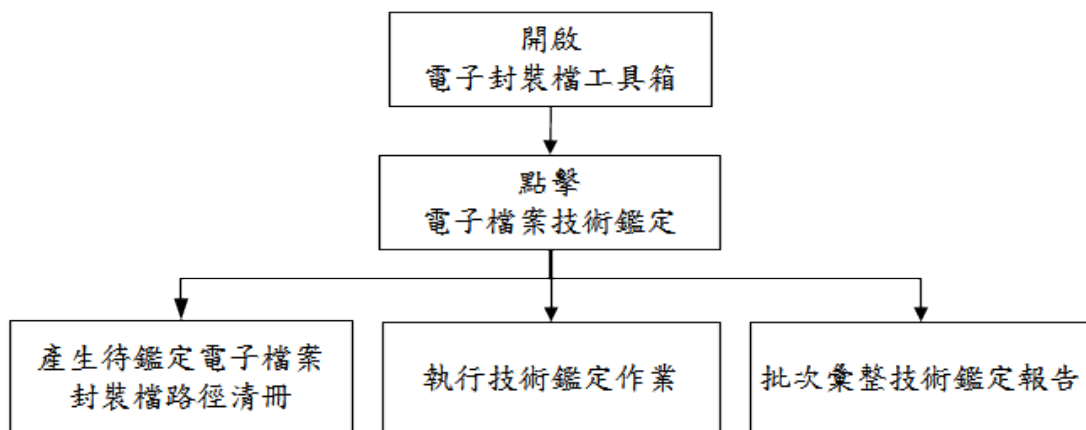 開啟
電子封裝檔工具箱
點擊
電子檔案技術鑑定
產生待鑑定電子檔案
封裝檔路徑清冊
執行技術鑑定作業
批次彙整技術鑑定報告